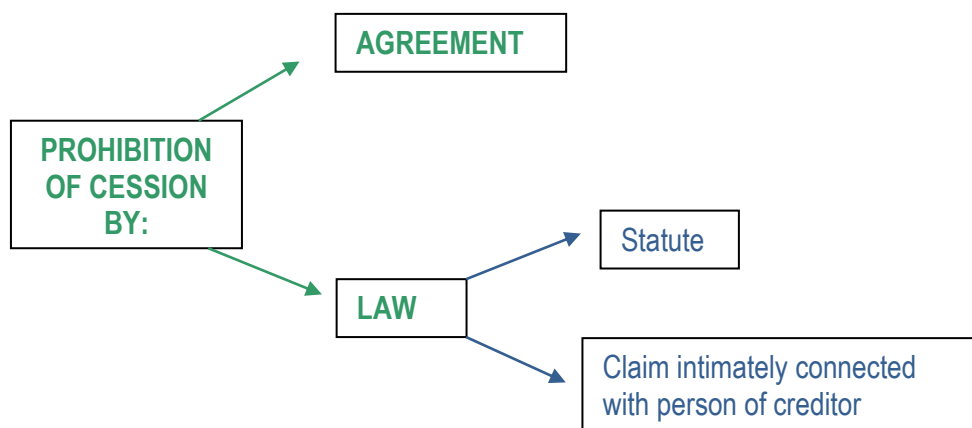 AGREEMENT
PROHIBITION
OF CESSION
BY:
Statute
LAW
Claim intimately connected
with person of creditor